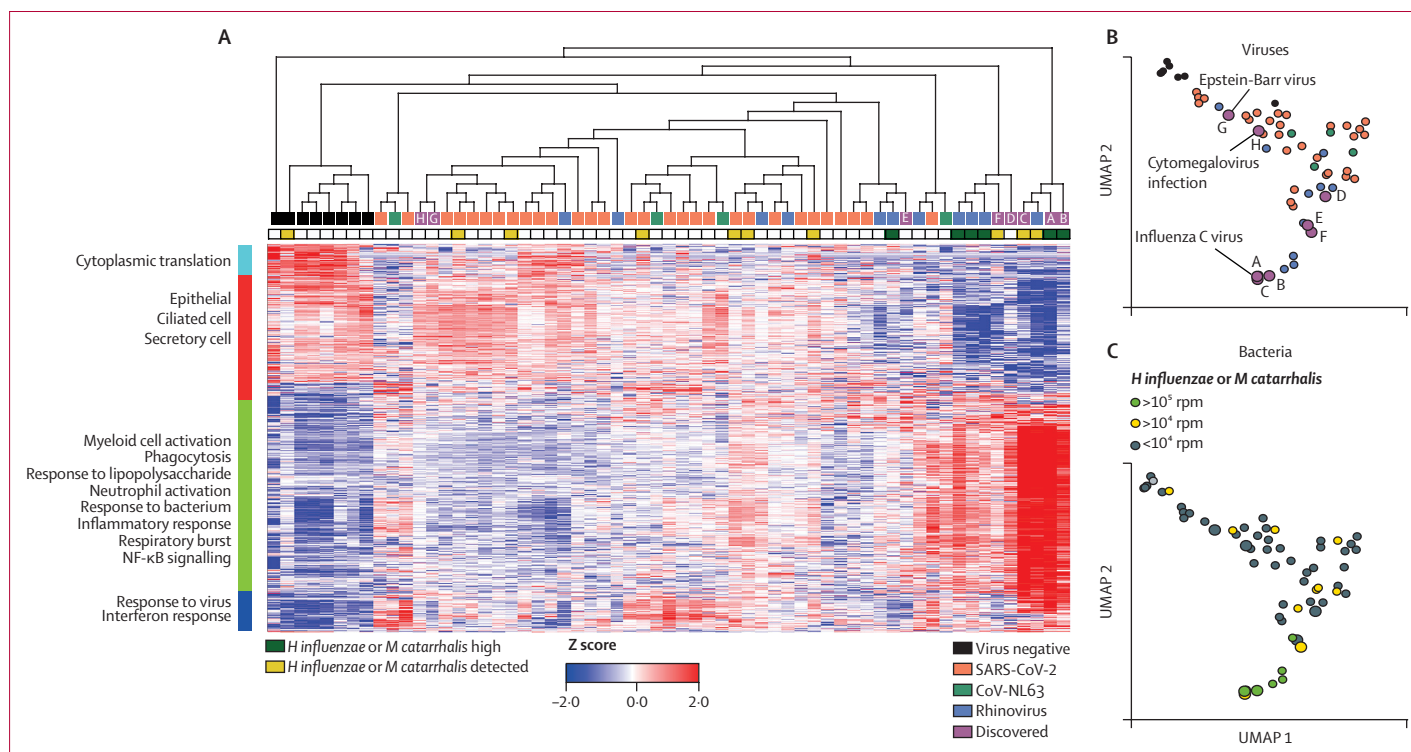 A
H G E F D C A B
Cytoplasmic translation
Epithelial
Ciliated cell
Secretory cell
Myeloid cell activation
Phagocytosis
Response to lipopolysaccharide
Neutrophil activation
Response to bacterium
Inflammatory response
Respiratory burst
NF-κB signalling
Response to virus
Interferon response
H influenzae or M catarrhalis high
H influenzae or M catarrhalis detected
Z score
–2·0 0·0 2·0
Virus negative
SARS-CoV-2
CoV-NL63
Rhinovirus
Discovered
B
Viruses
Epstein-Barr virus
G
H
Cytomegalovirus
infection
D
E
F
Influenza C virus
A
B
C
UMAP 2
C
Bacteria
H influenzae or M catarrhalis
>10⁵ rpm
>10⁴ rpm
<10⁴ rpm
UMAP 2
UMAP 1